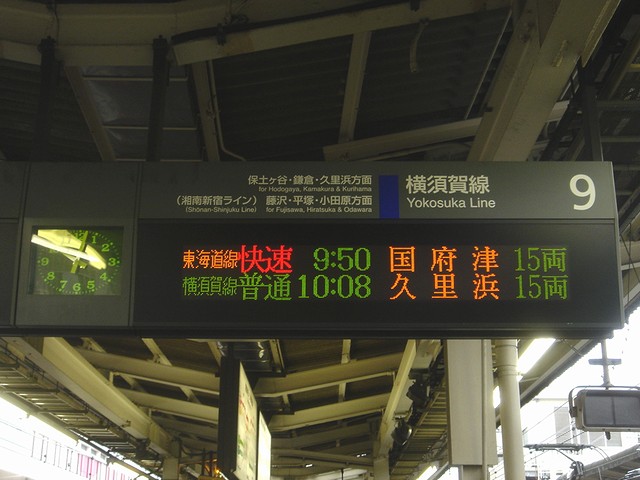 保土ヶ谷・鎌倉・久里浜方面
for Hodogaya, Kamakura & Kurihama
(湘南新宿ライン) 藤沢・平塚・小田原方面
(Shōnan-Shinjuku Line) for Fujisawa, Hiratsuka & Odawara
横須賀線
Yokosuka Line
9
東海道線快速 9:50 国府津 15両
横須賀線普通 10:08 久里浜 15両